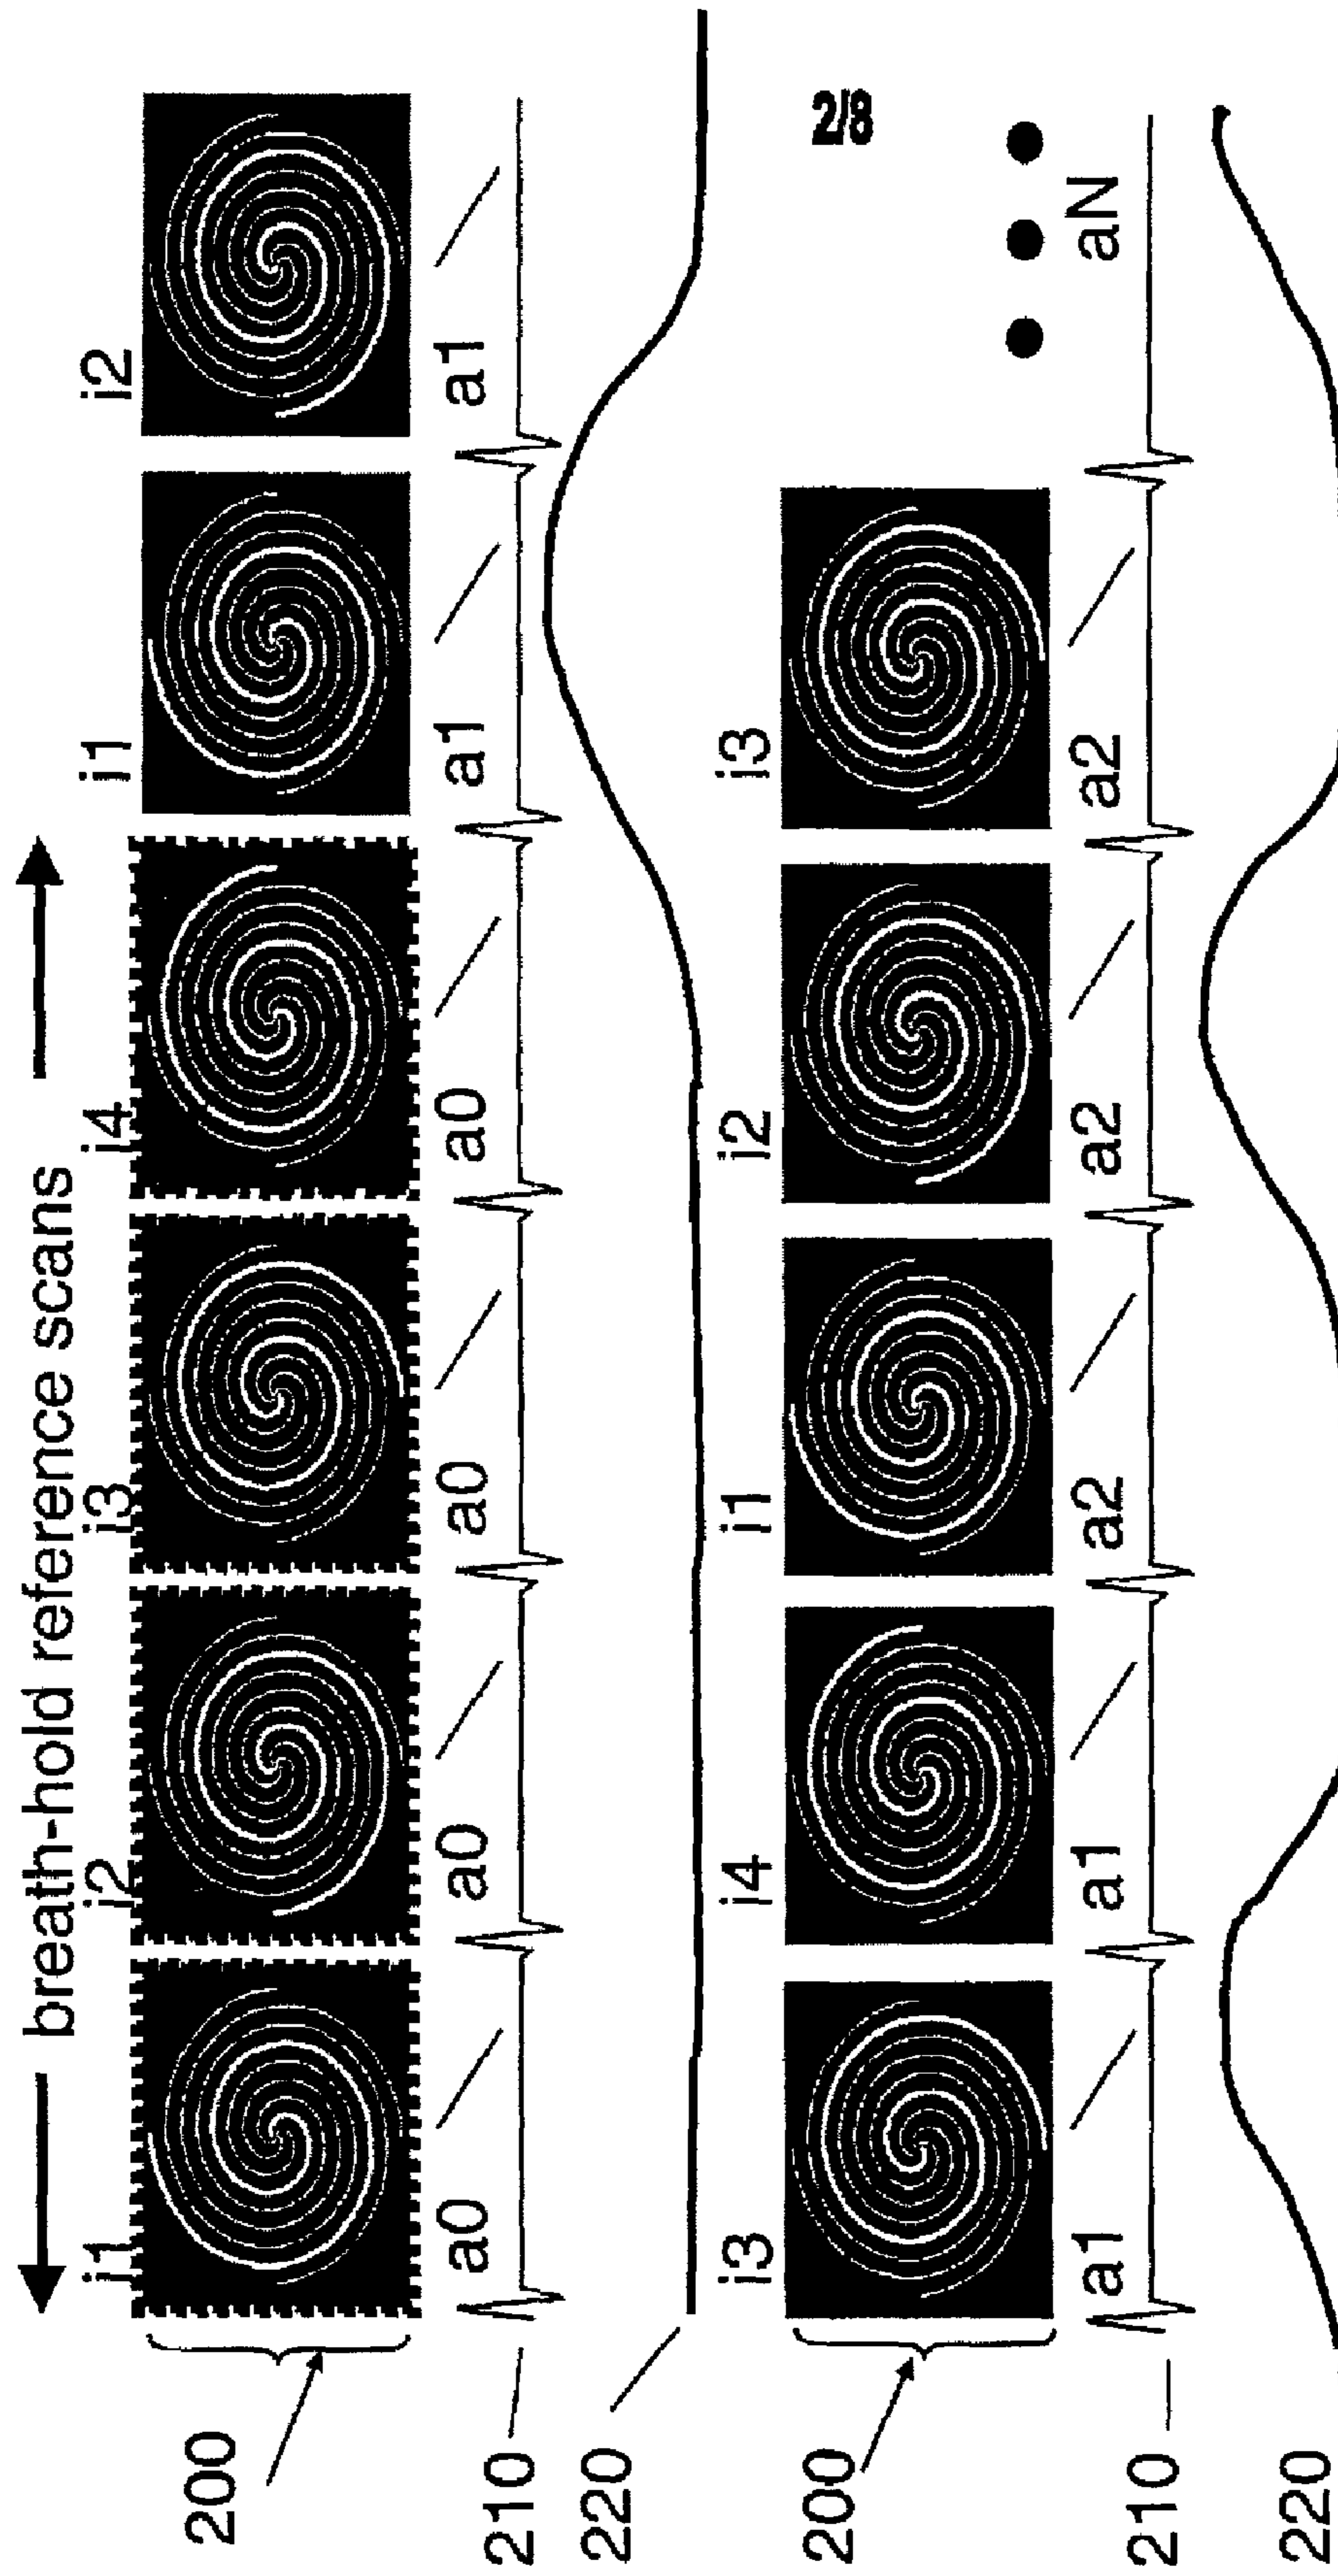 breath-hold reference scans
i1 i2 i3 i4 i1 i2
200
a0 a0 a0 a0 a1 a1
210
220
2/8
i3 i4 i1 i2 i3
200
a1 a1 a2 a2 a2 aN
210
220